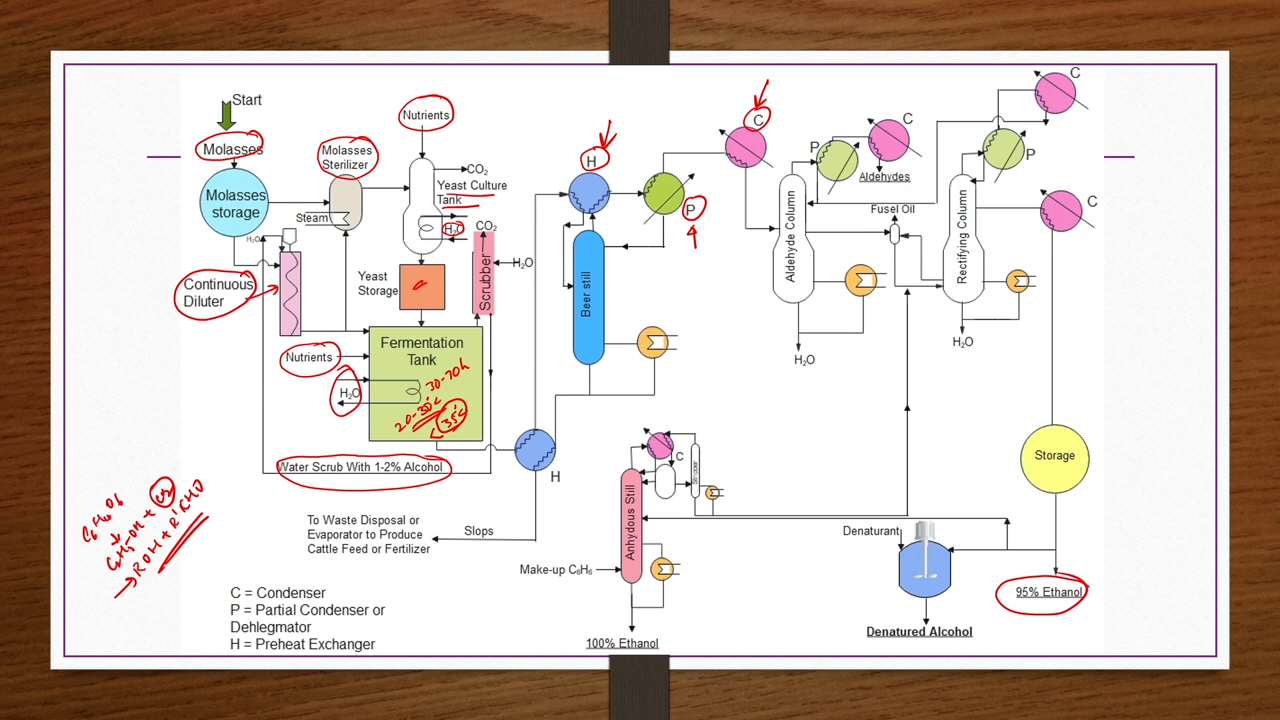 Start
Molasses
Molasses
storage
Molasses
Sterilizer
Steam
Nutrients
CO₂
Yeast Culture
Tank
H₂O
CO₂
H₂O
Continuous
Diluter
Yeast
Storage
Scrubber
H₂O
Fermentation
Tank
Nutrients
H₂O
30-70h
20-30°C
35°C
Water Scrub With 1-2% Alcohol
H
P
C
Beer still
H
Slops
To Waste Disposal or
Evaporator to Produce
Cattle Feed or Fertilizer
P
C
Aldehydes
Aldehyde Column
H₂O
Fusel Oil
C
P
Rectifying Column
C
H₂O
Storage
95% Ethanol
Denaturant
Denatured Alcohol
C
Anhydous Still
Make-up C₆H₆
100% Ethanol
ROH + R'CHO
C = Condenser
P = Partial Condenser or
Dehlegmator
H = Preheat Exchanger